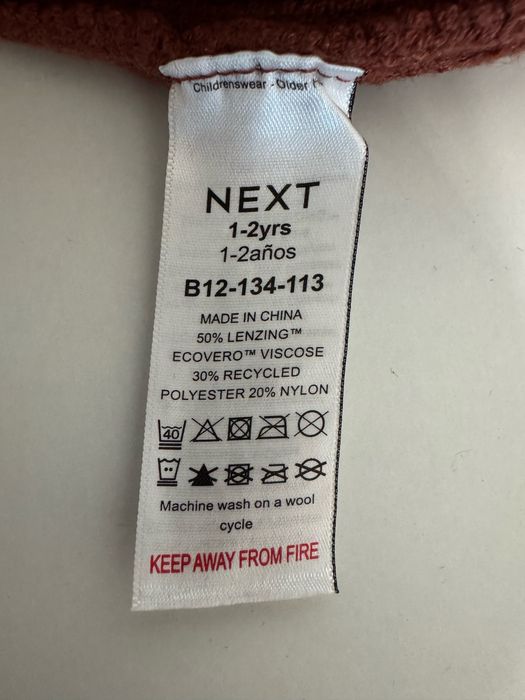 Childrenswear - Older
NEXT
1-2yrs
1-2años
B12-134-113
MADE IN CHINA
50% LENZING™
ECOVERO™ VISCOSE
30% RECYCLED
POLYESTER 20% NYLON
40
Machine wash on a wool
cycle
KEEP AWAY FROM FIRE